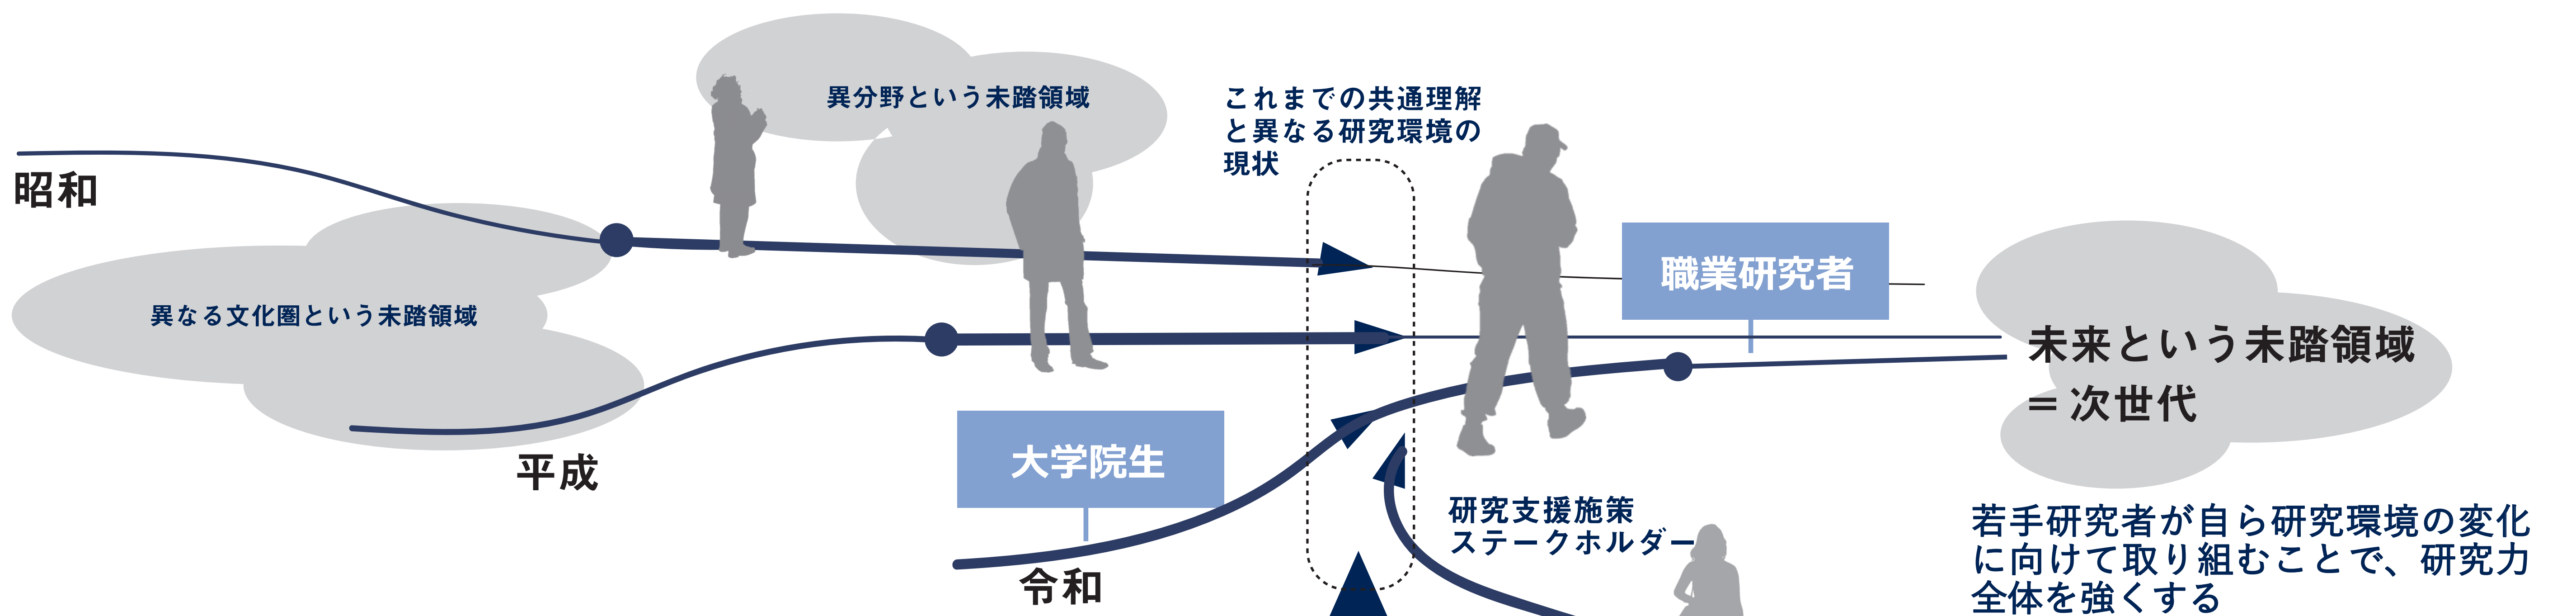 異分野という未踏領域
これまでの共通理解
と異なる研究環境の
現状
昭和
職業研究者
異なる文化圏という未踏領域
未来という未踏領域
＝次世代
平成
大学院生
研究支援施策
ステークホルダー
令和
若手研究者が自ら研究環境の変化
に向けて取り組むことで、研究力
全体を強くする